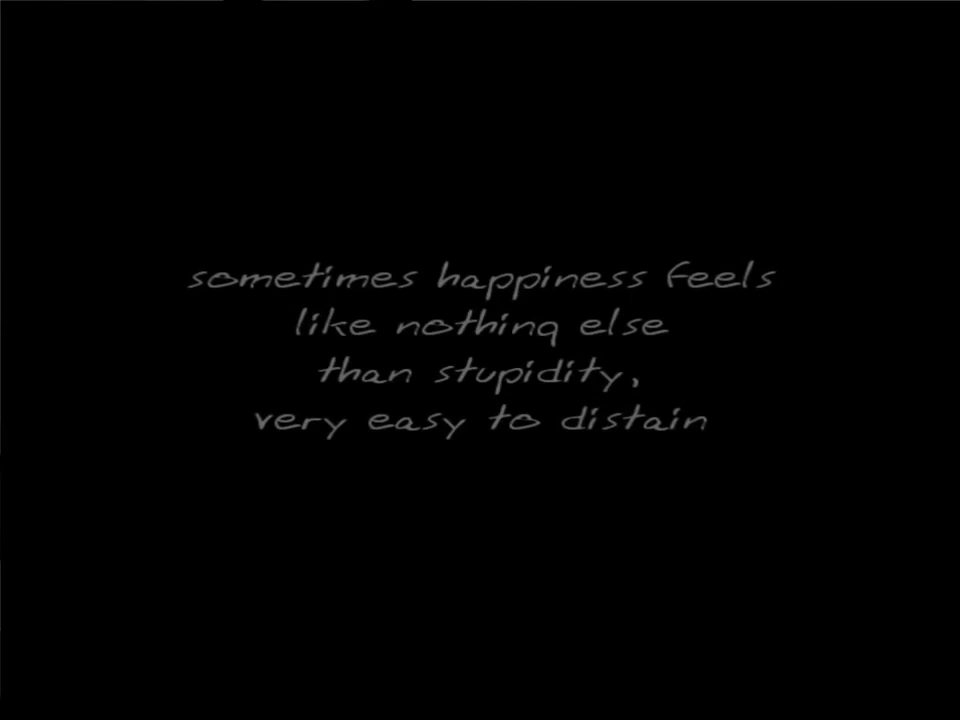 sometimes happiness feels
like nothing else
than stupidity,
very easy to distain